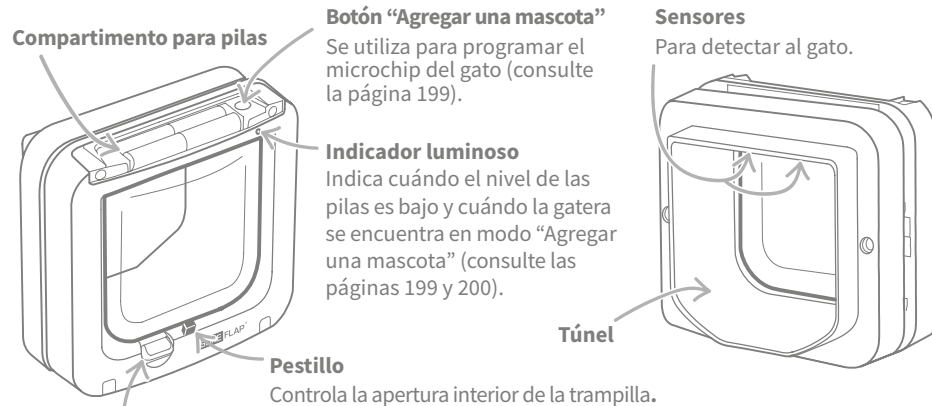 Compartimento para pilas
Botón “Agregar una mascota”
Se utiliza para programar el
microchip del gato (consulte
la página 199).
Indicador luminoso
Indica cuándo el nivel de las
pilas es bajo y cuándo la gatera
se encuentra en modo “Agregar
una mascota” (consulte las
páginas 199 y 200).
Pestillo
Controla la apertura interior de la trampilla.
Sensores
Para detectar al gato.
Túnel
FLAP